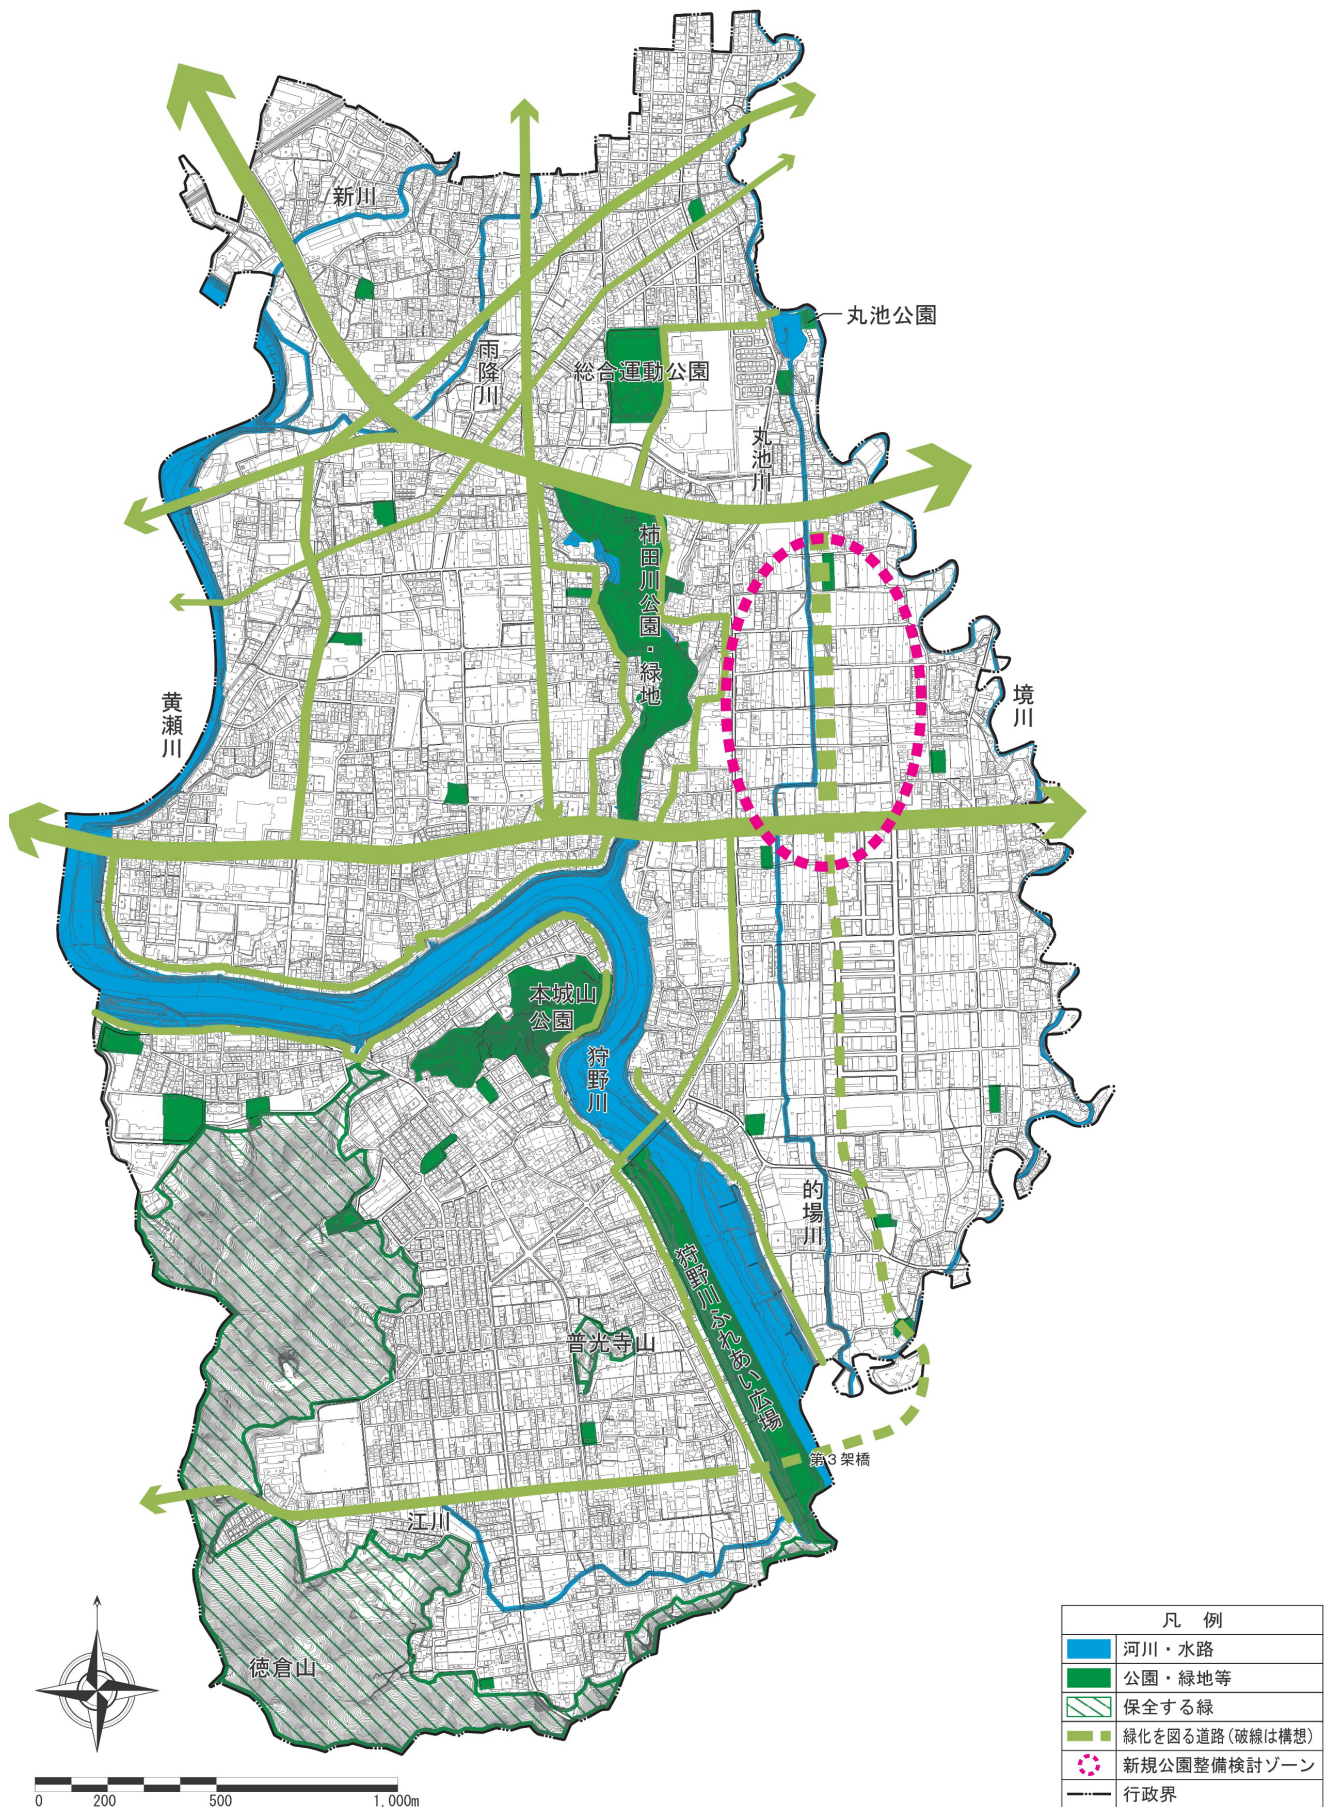 新川
丸池公園
雨降川
総合運動公園
丸池川
柿田川公園・緑地
黄瀬川
境川
本城山
公園
狩野川
的場川
狩野川ふれあい広場
普光寺山
第3架橋
江川
徳倉山
凡 例
河川・水路
公園・緑地等
保全する緑
緑化を図る道路(破線は構想)
新規公園整備検討ゾーン
行政界
0 200 500 1,000m